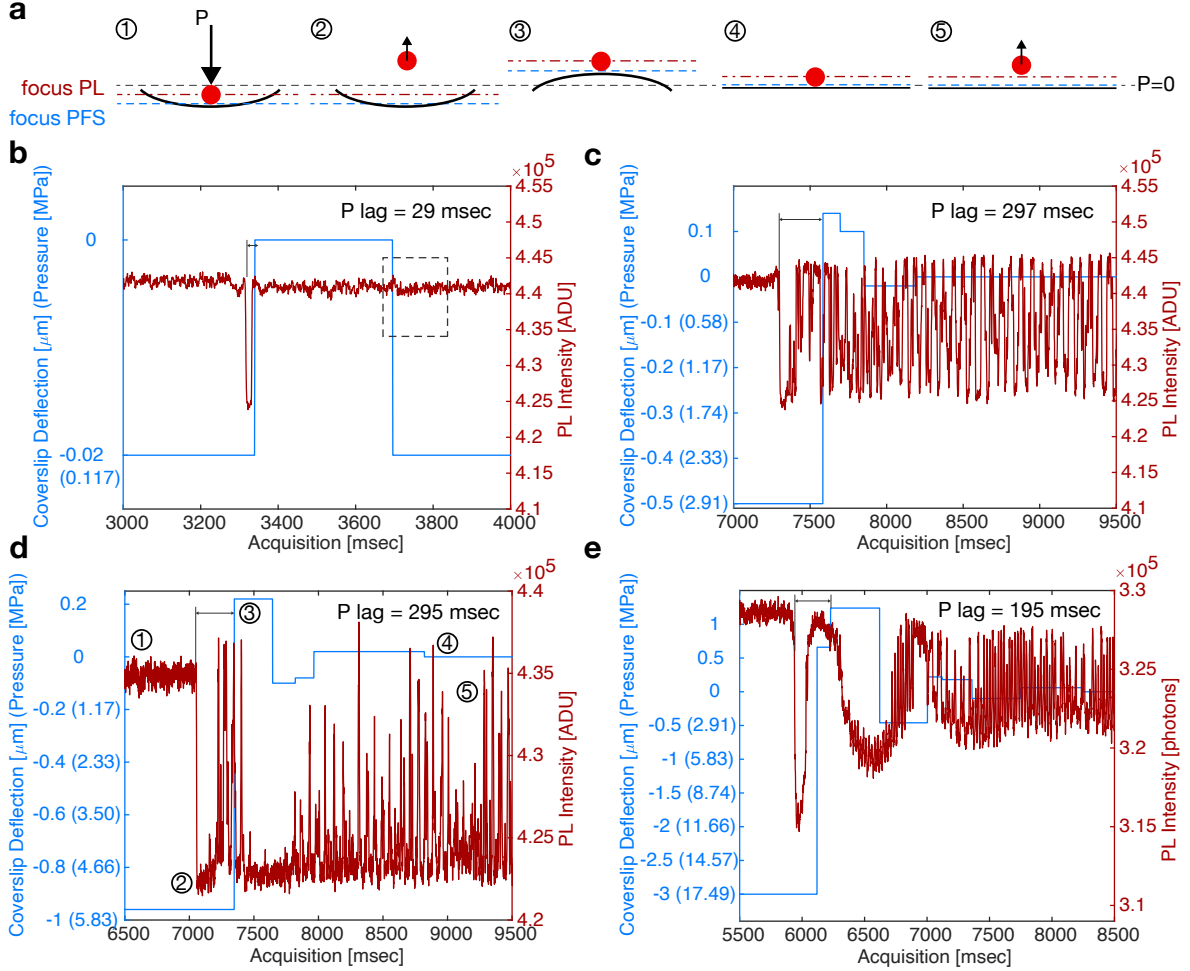 a
① P ② ③ ④ ⑤
focus PL
focus PFS
P=0
b
Coverslip Deflection [μm] (Pressure [MPa])
0
-0.02
(0.117)
P lag = 29 msec
×10⁵
4.55
4.5
4.45
4.4
4.35
4.3
4.25
4.2
4.15
4.1
PL Intensity [ADU]
3000 3200 3400 3600 3800 4000
Acquisition [msec]
c
Coverslip Deflection [μm] (Pressure [MPa])
0.1
0
-0.1 (0.58)
-0.2 (1.17)
-0.3 (1.74)
-0.4 (2.33)
-0.5 (2.91)
P lag = 297 msec
×10⁵
4.55
4.5
4.45
4.4
4.35
4.3
4.25
4.2
4.15
4.1
PL Intensity [ADU]
7000 7500 8000 8500 9000 9500
Acquisition [msec]
d
Coverslip Deflection [μm] (Pressure [MPa])
0.2
0
-0.2 (1.17)
-0.4 (2.33)
-0.6 (3.50)
-0.8 (4.66)
-1 (5.83)
P lag = 295 msec
① ② ③ ④ ⑤
×10⁵
4.4
4.35
4.3
4.25
4.2
PL Intensity [ADU]
6500 7000 7500 8000 8500 9000 9500
Acquisition [msec]
e
Coverslip Deflection [μm] (Pressure [MPa])
1
0.5
0
-0.5 (2.91)
-1 (5.83)
-1.5 (8.74)
-2 (11.66)
-2.5 (14.57)
-3 (17.49)
P lag = 195 msec
×10⁵
3.3
3.25
3.2
3.15
3.1
PL Intensity [photons]
5500 6000 6500 7000 7500 8000 8500
Acquisition [msec]